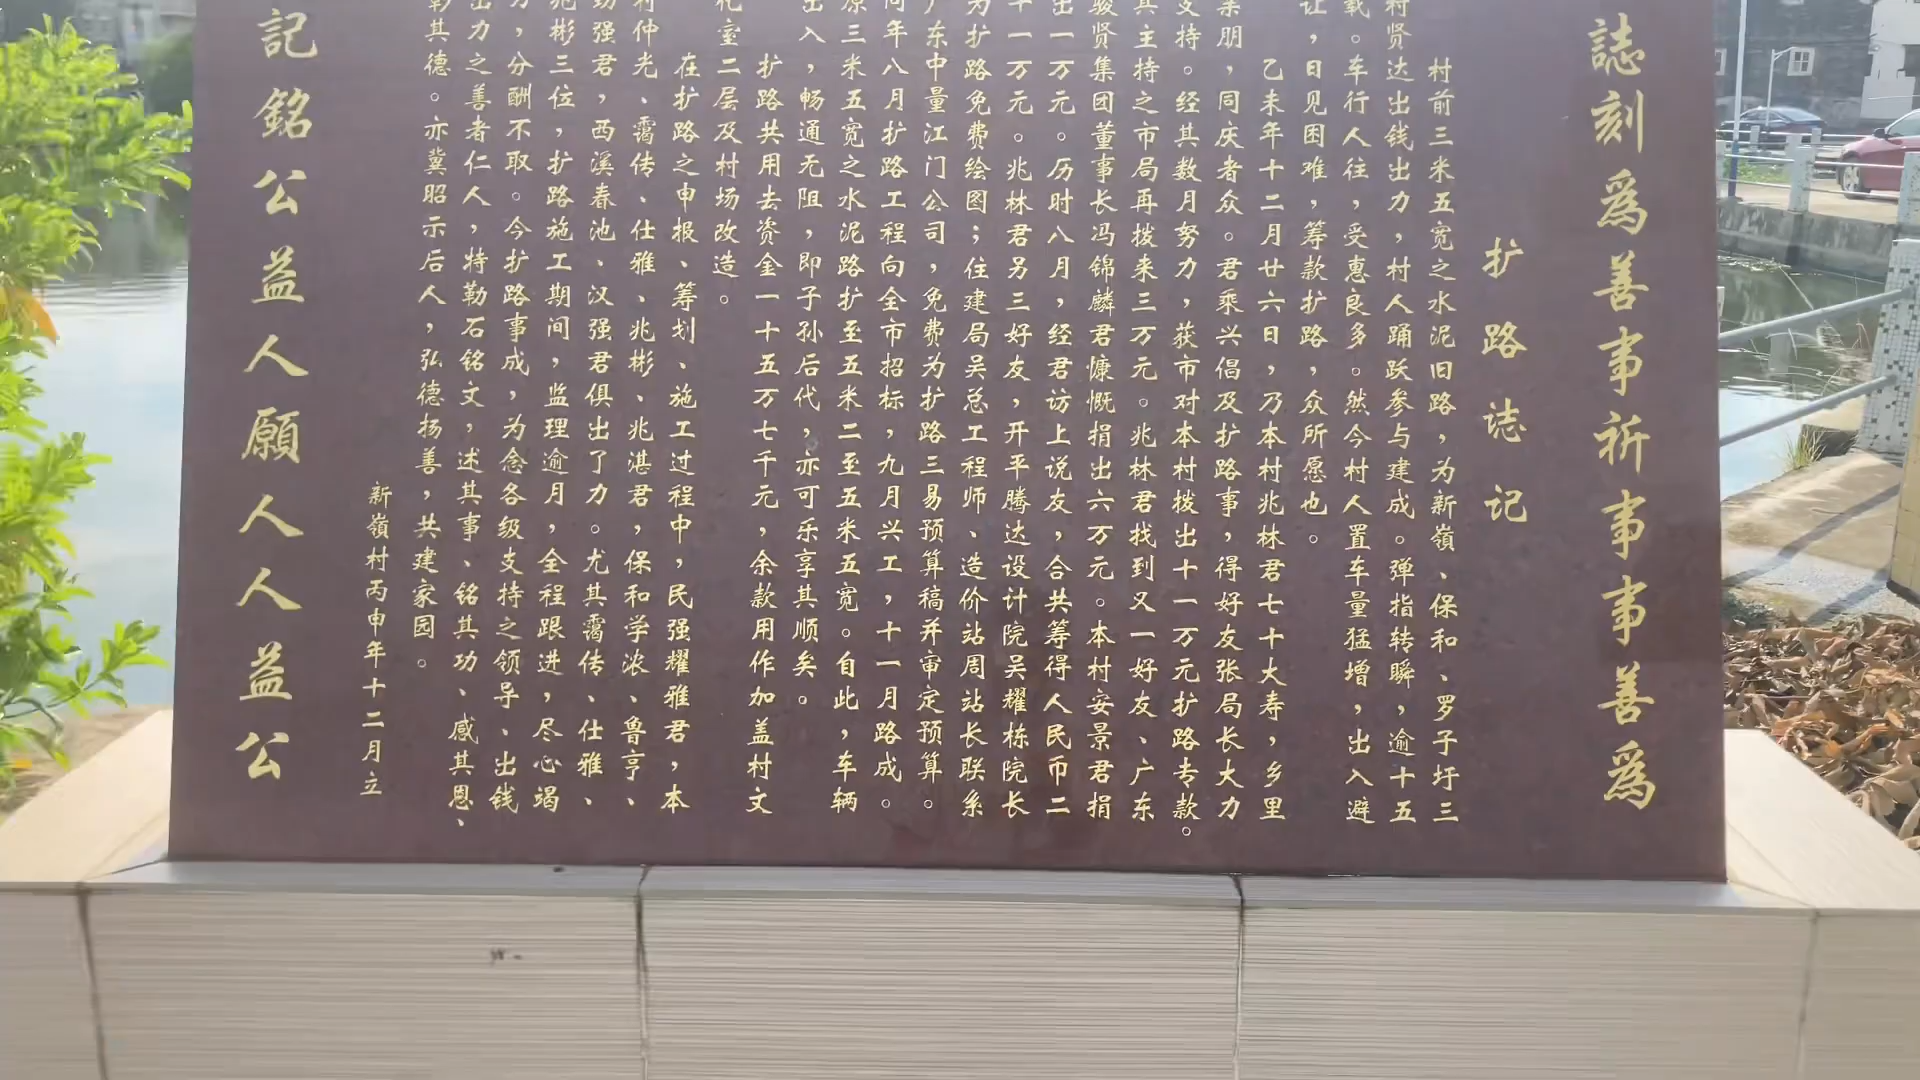 誌刻為善事祈事事善為
扩路志记
村前三米五宽之水泥旧路，为新嶺、保和、罗子圩三
村贤达出钱出力，村人踊跃参与建成。弹指转瞬，逾十五
载。车行人往，受惠良多。然今村人置车量猛增，出入避
让，日见困难，筹款扩路，众所愿也。
乙未年十二月廿六日，乃本村兆林君七十大寿，乡里
亲朋，同庆者众。君乘兴倡及扩路事，得好友张局长大力
支持。经其数月努力，获市对本村拨出十一万元扩路专款。
其主持之市局再拨来三万元。兆林君找到又一好友、广东
骏贤集团董事长冯锦麟君慷慨捐出六万元。本村安景君捐
出一万元。历时八月，经君访上说友，合共筹得人民币二
十一万元。兆林君另三好友，开平腾达设计院吴耀栋院长
为扩路免费绘图；住建局吴总工程师、造价站周站长联系
广东中量江门公司，免费为扩路三易预算稿并审定预算。
同年八月扩路工程向全市招标，九月兴工，十一月路成。
原三米五宽之水泥路扩至五米二至五米五宽。自此，车辆
出入，畅通无阻，即子孙后代，亦可乐享其顺矣。
扩路共用去资金一十五万七千元，余款用作加盖村文
化室二层及村场改造。
在扩路之申报、筹划、施工过程中，民强耀雅君，本
村仲光、霭传、仕雅、兆彬、兆湛君，保和学浓、鲁亨、
劲强君，西溪春池、汉强君俱出了力。尤其霭传、仕雅、
兆彬三位，扩路施工期间，监理逾月，全程跟进，尽心竭
力，分酬不取。今扩路事成，为念各级支持之领导、出钱
出力之善者仁人，特勒石铭文，述其事、铭其功、感其恩、
彰其德。亦冀昭示后人，弘德扬善，共建家园。
新嶺村丙申年十二月立
記銘公益人願人人益公